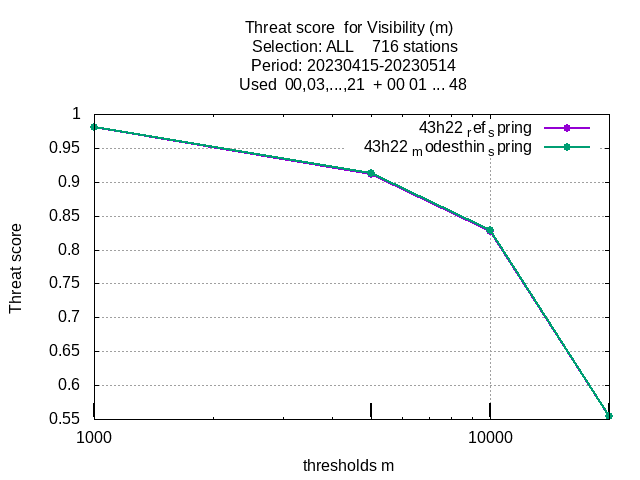 Threat score  for Visibility (m)
Selection: ALL    716 stations
Period: 20230415-20230514
Used  00,03,...,21  + 00 01 ... 48
1
0.95
0.9
0.85
0.8
0.75
0.7
0.65
0.6
0.55
Threat score
43h22 ref spring
43h22 modesthin spring
1000
10000
thresholds m